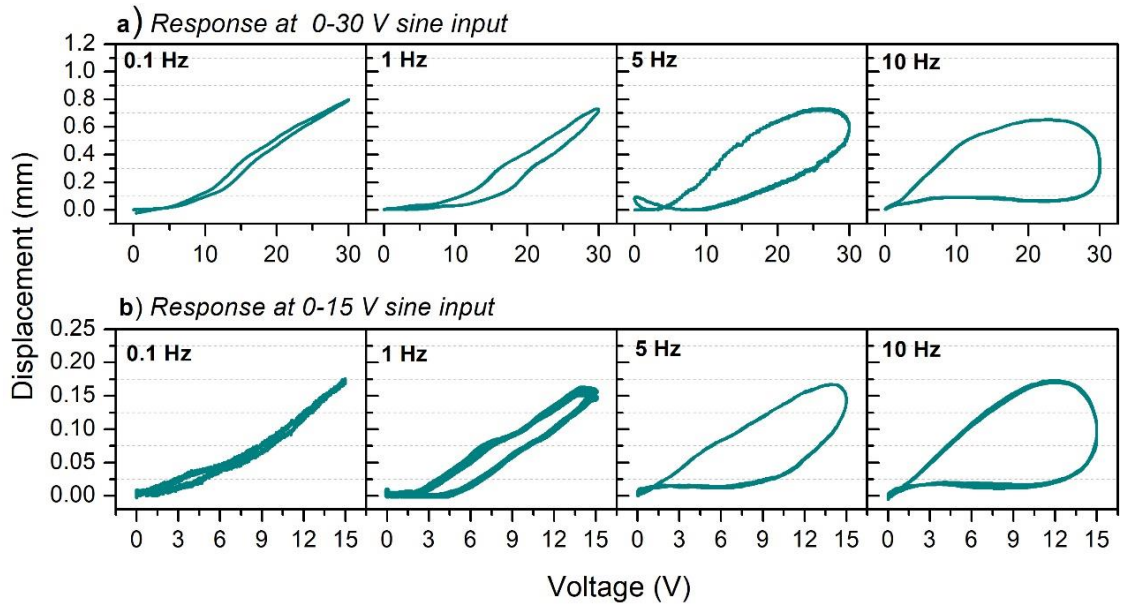 a) Response at 0-30 V sine input
0.1 Hz 1 Hz 5 Hz 10 Hz
1.2
1.0
0.8
0.6
0.4
0.2
0.0
0 10 20 30 0 10 20 30 0 10 20 30 0 10 20 30
Displacement (mm)
b) Response at 0-15 V sine input
0.1 Hz 1 Hz 5 Hz 10 Hz
0.25
0.20
0.15
0.10
0.05
0.00
0 3 6 9 12 15 0 3 6 9 12 15 0 3 6 9 12 15 0 3 6 9 12 15
Voltage (V)